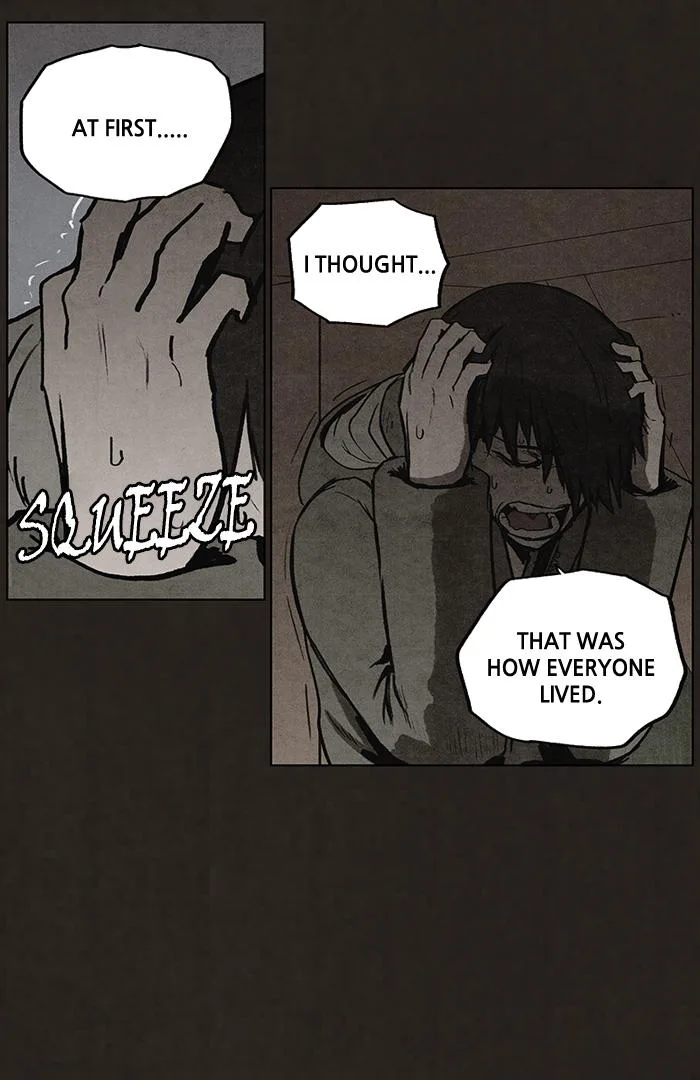 AT FIRST.....
I THOUGHT...
SQUEEZE
THAT WAS
HOW EVERYONE
LIVED.